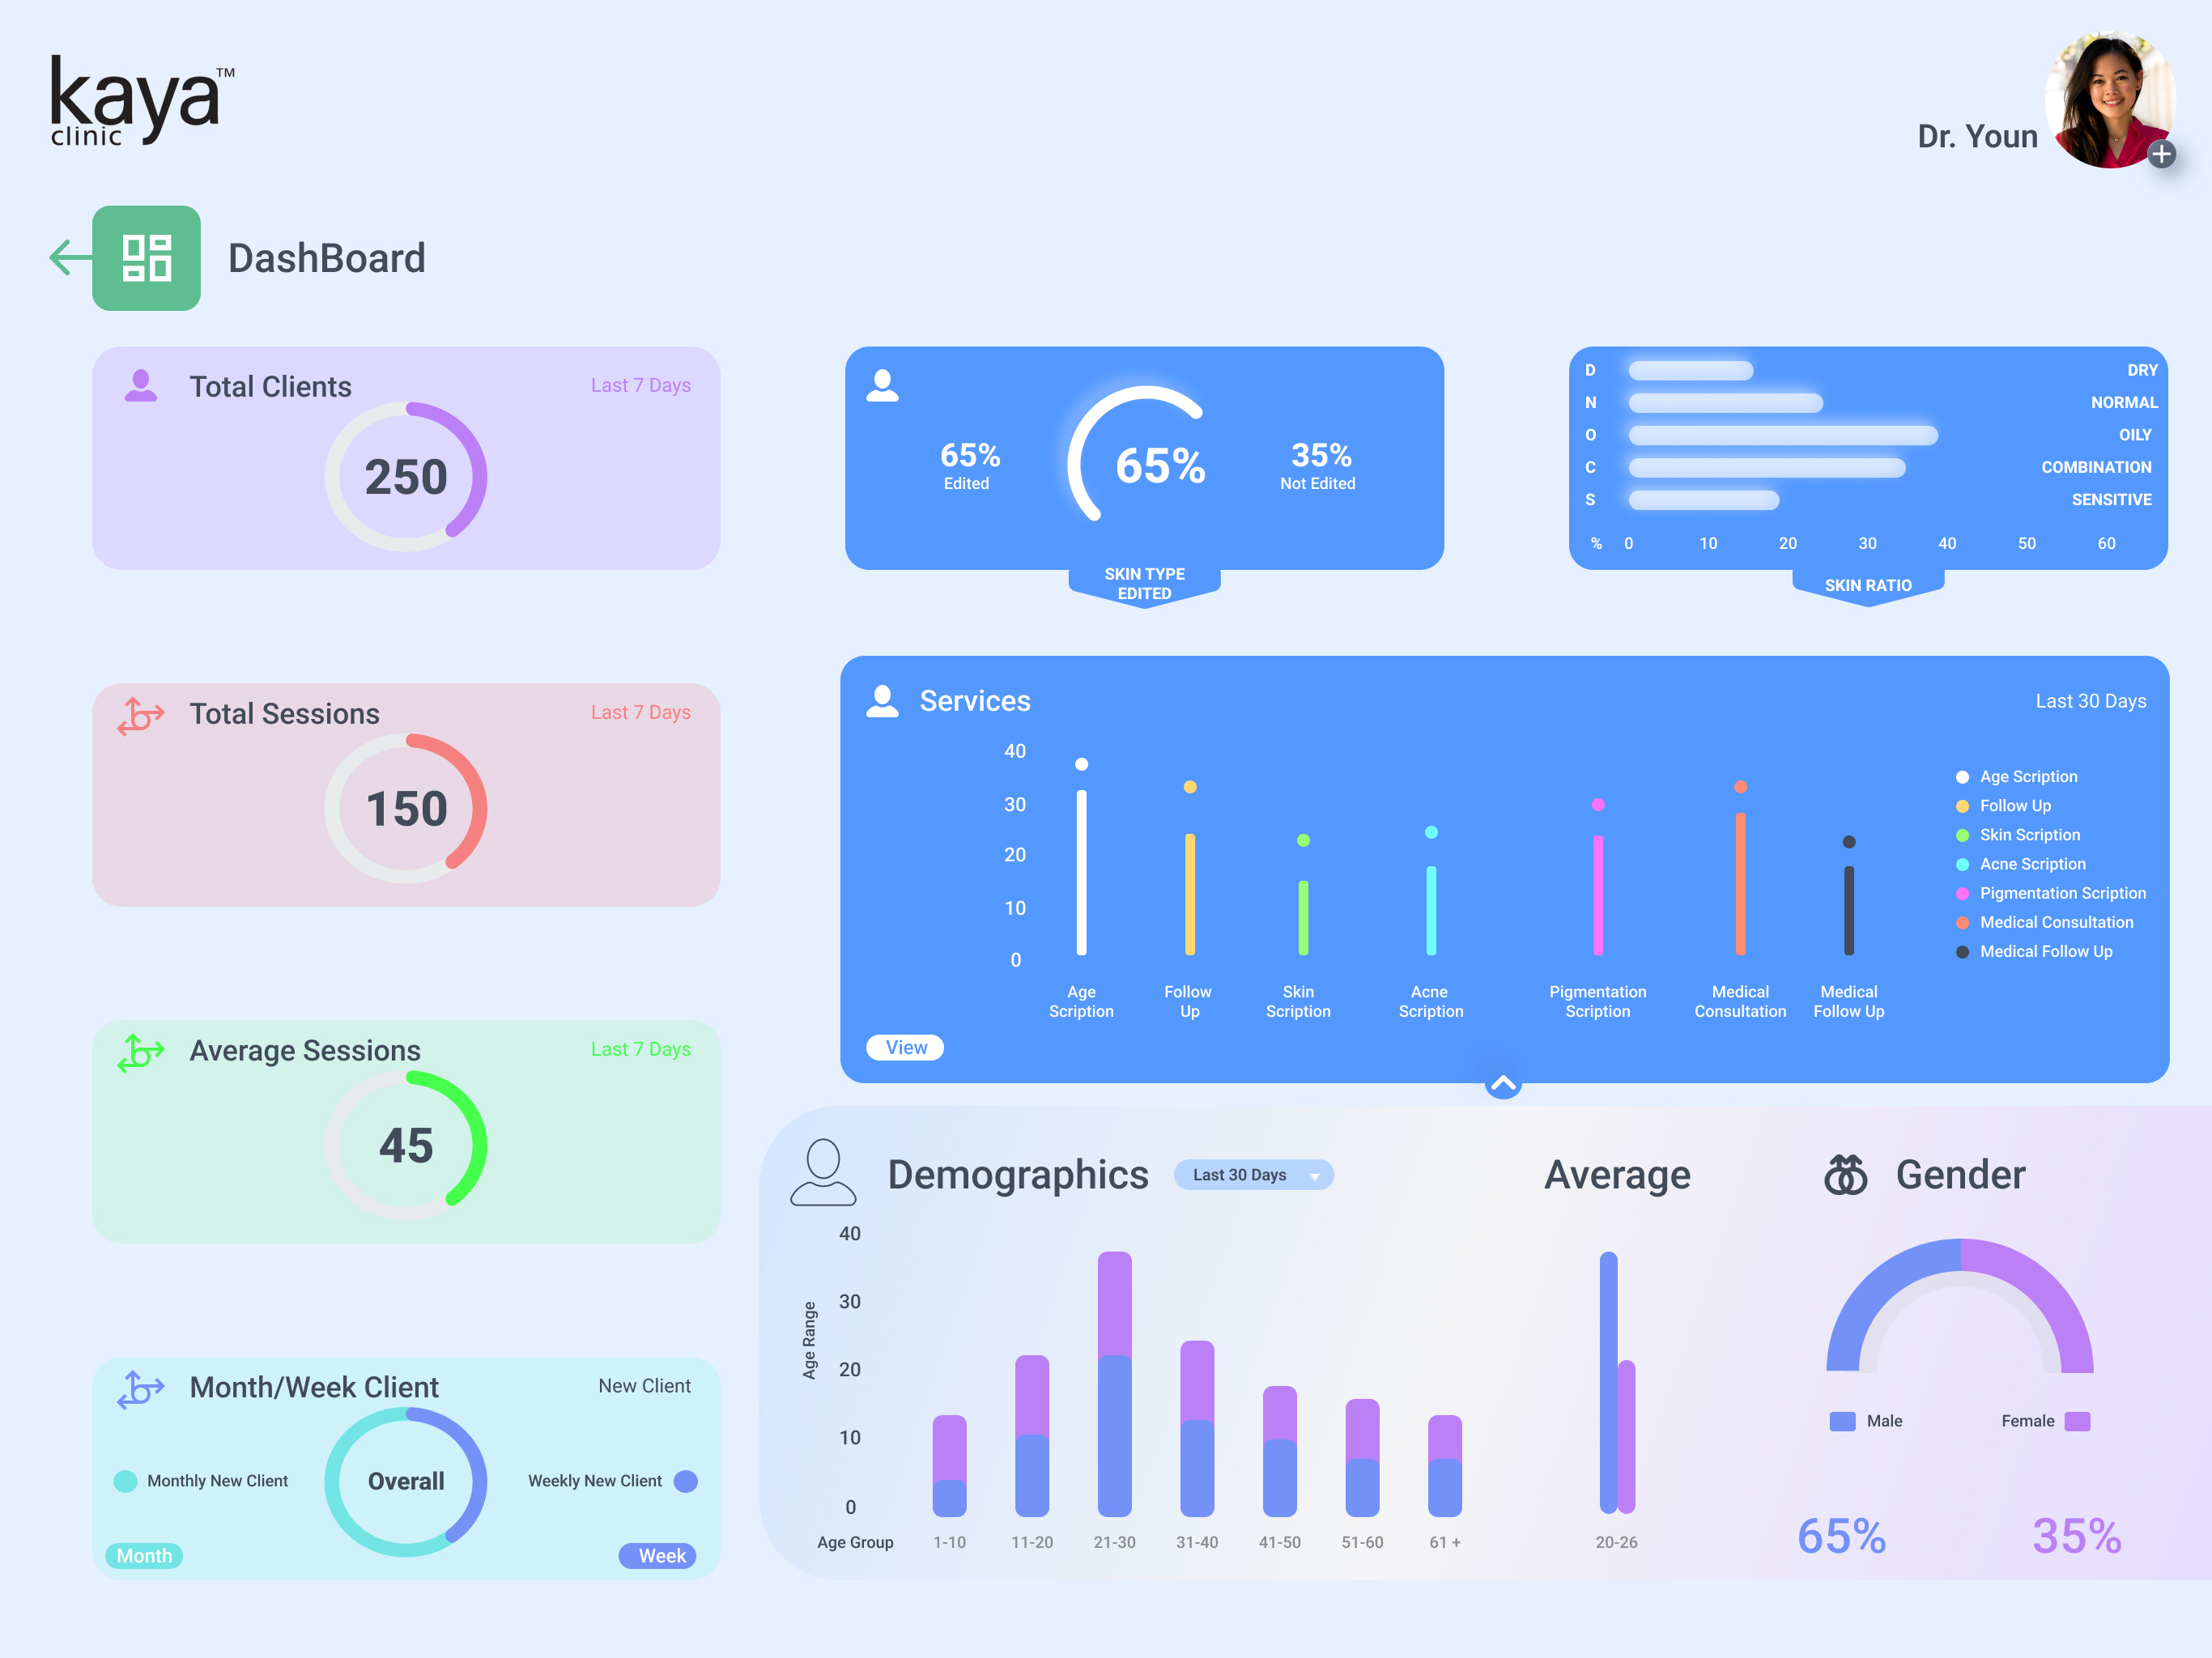 kaya™
clinic
Dr. Youn
DashBoard
Total Clients
Last 7 Days
250
65%
Edited
65%
35%
Not Edited
SKIN TYPE
EDITED
D
DRY
N
NORMAL
O
OILY
C
COMBINATION
S
SENSITIVE
% 0 10 20 30 40 50 60
SKIN RATIO
Total Sessions
Last 7 Days
150
Services
Last 30 Days
40
30
20
10
0
Age
Scription
Follow
Up
Skin
Scription
Acne
Scription
Pigmentation
Scription
Medical
Consultation
Medical
Follow Up
Age Scription
Follow Up
Skin Scription
Acne Scription
Pigmentation Scription
Medical Consultation
Medical Follow Up
View
Average Sessions
Last 7 Days
45
Month/Week Client
New Client
Monthly New Client
Overall
Weekly New Client
Month
Week
Demographics
Last 30 Days
Age Range
40
30
20
10
0
Age Group 1-10 11-20 21-30 31-40 41-50 51-60 61 +
Average
20-26
Gender
Male
Female
65%
35%